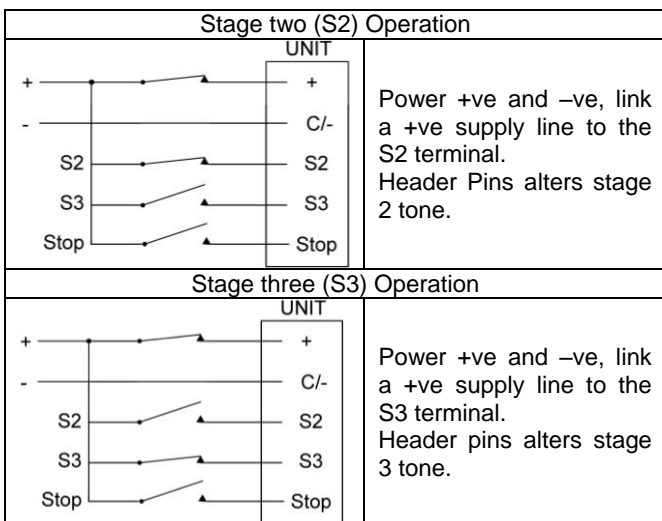 Stage two (S2) Operation
UNIT
+ +
- C/-
S2 S2
S3 S3
Stop Stop
Power +ve and –ve, link
a +ve supply line to the
S2 terminal.
Header Pins alters stage
2 tone.
Stage three (S3) Operation
UNIT
+ +
- C/-
S2 S2
S3 S3
Stop Stop
Power +ve and –ve, link
a +ve supply line to the
S3 terminal.
Header pins alters stage
3 tone.